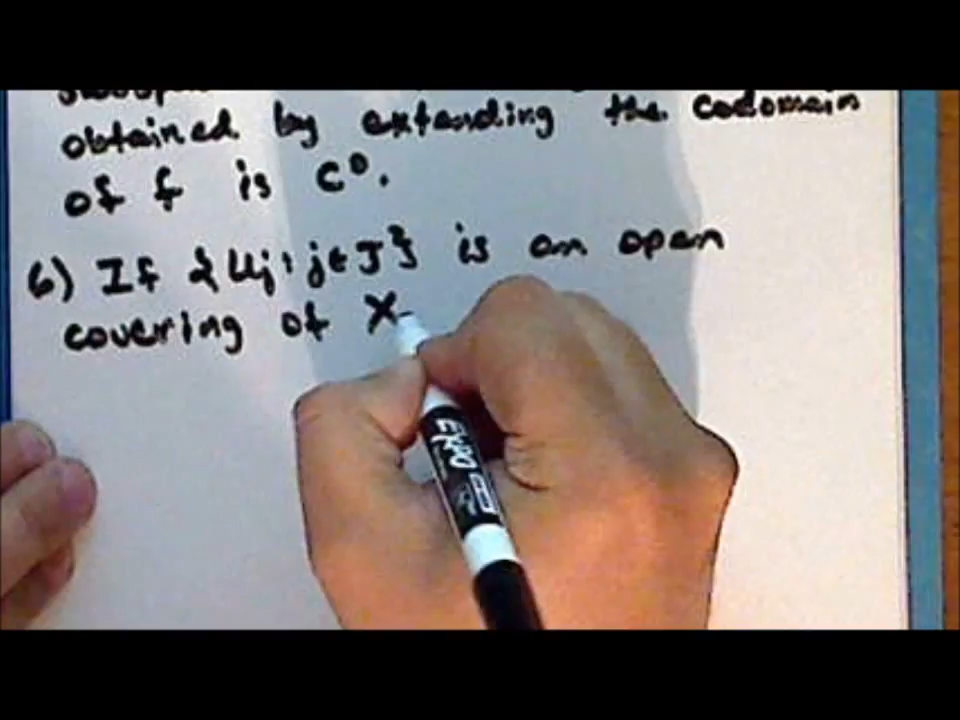 obtained by extending the codomain
of f is C⁰.
6) If {Uj : j∈J} is an open
covering of X
EXPO